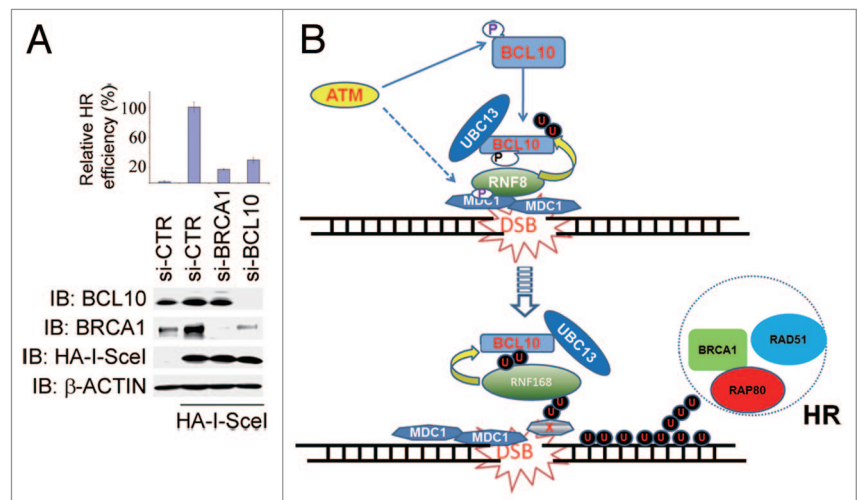 A
Relative HR
efficiency (%)
100
60
20
si-CTR
si-CTR
si-BRCA1
si-BCL10
IB: BCL10
IB: BRCA1
IB: HA-I-SceI
IB: β-ACTIN
HA-I-SceI
B
P
BCL10
ATM
UBC13
U
U
BCL10
P
RNF8
P
MDC1
MDC1
DSB
BCL10
UBC13
U
U
RNF168
U
U
X
MDC1
MDC1
DSB
U
U
U
U
U
U
U
U
U
U
BRCA1
RAD51
RAP80
HR